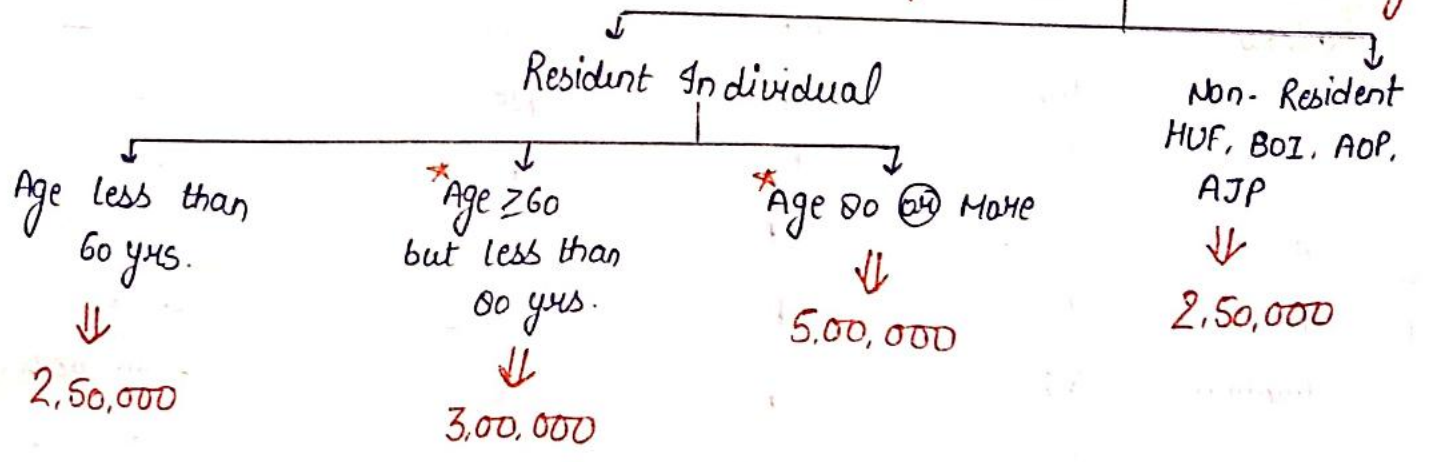 Resident Individual
Non-Resident
HUF, BOI, AOP,
AJP
2,50,000
Age less than
60 yrs.
2,50,000
*Age ≥60
but less than
80 yrs.
3,00,000
*Age 80 or More
5,00,000